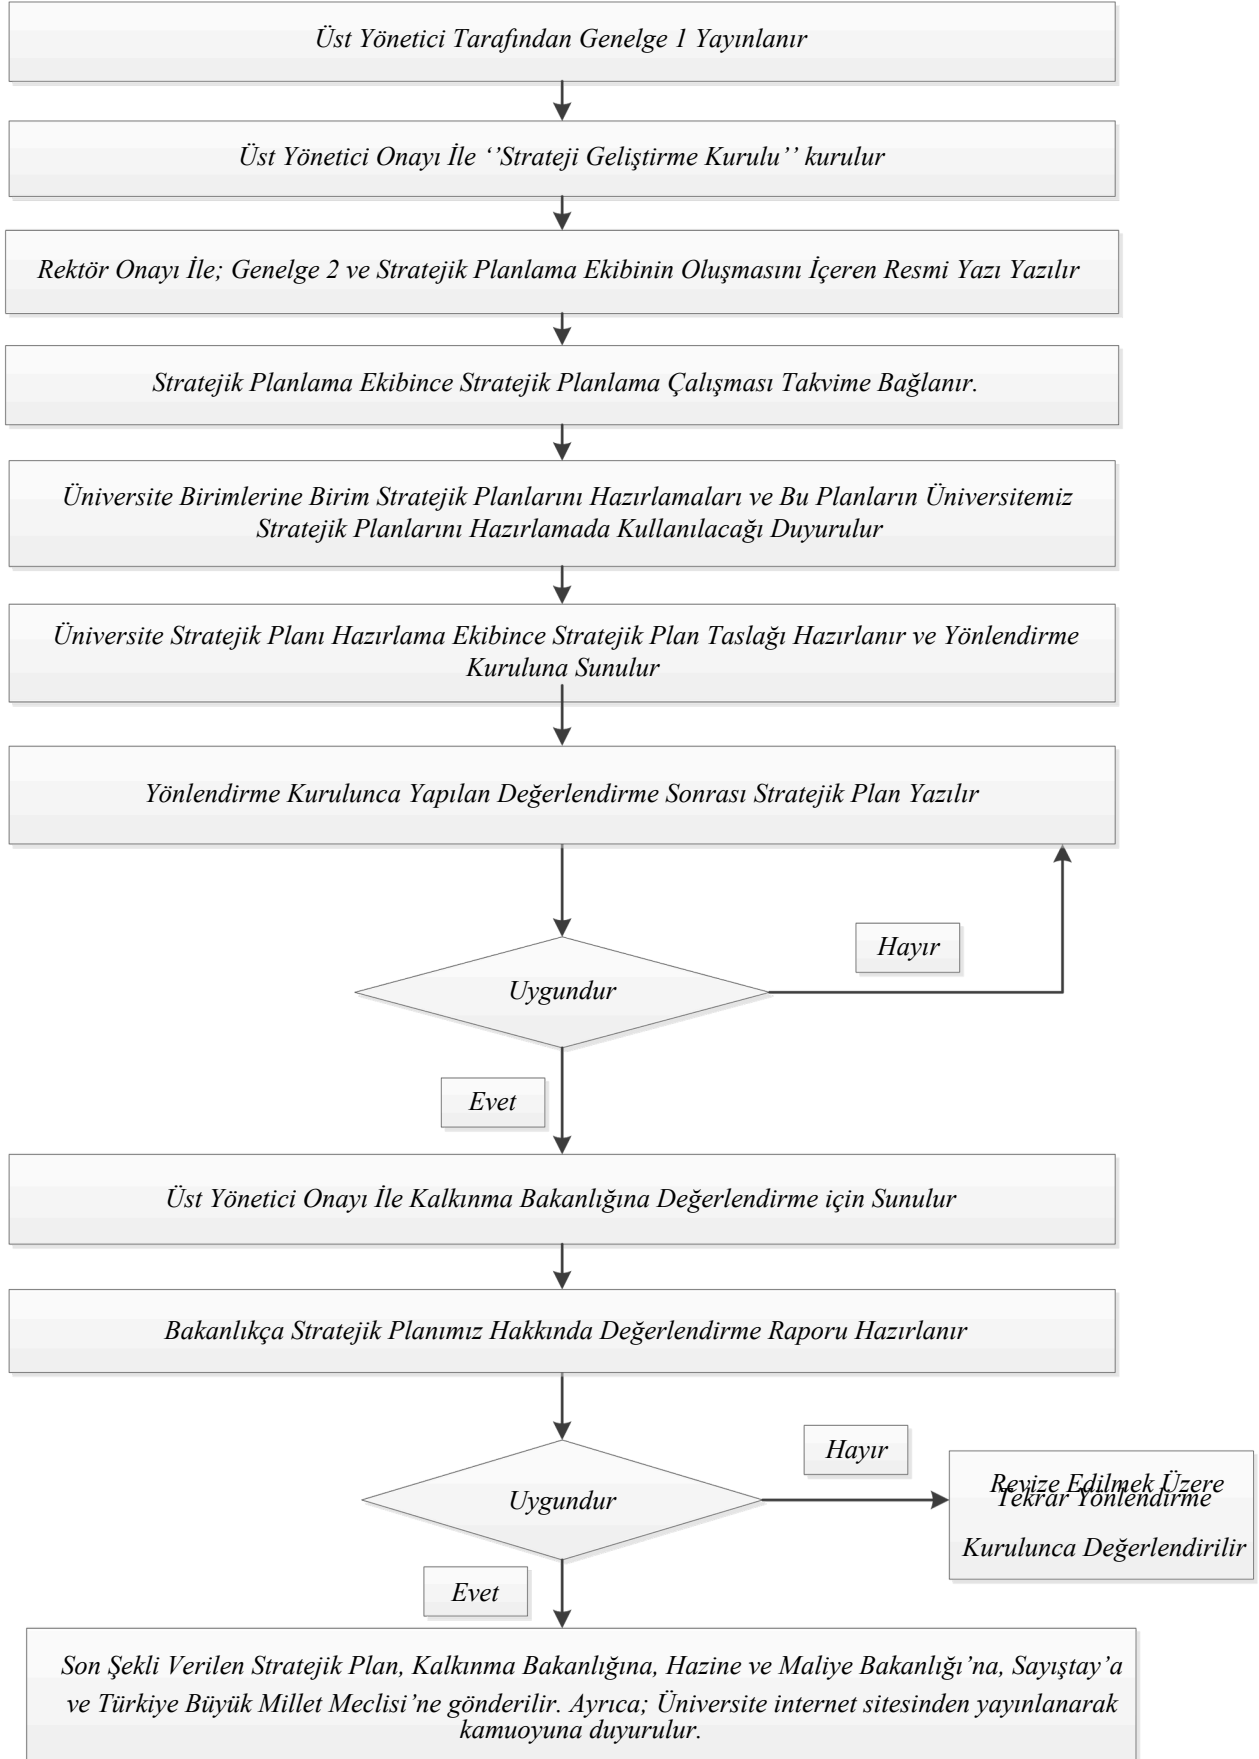 Üst Yönetici Tarafından Genelge 1 Yayınlanır
Üst Yönetici Onayı İle ‘’Strateji Geliştirme Kurulu’’ kurulur
Rektör Onayı İle; Genelge 2 ve Stratejik Planlama Ekibinin Oluşmasını İçeren Resmi Yazı Yazılır
Stratejik Planlama Ekibince Stratejik Planlama Çalışması Takvime Bağlanır.
Üniversite Birimlerine Birim Stratejik Planlarını Hazırlamaları ve Bu Planların Üniversitemiz
Stratejik Planlarını Hazırlamada Kullanılacağı Duyurulur
Üniversite Stratejik Planı Hazırlama Ekibince Stratejik Plan Taslağı Hazırlanır ve Yönlendirme
Kuruluna Sunulur
Yönlendirme Kurulunca Yapılan Değerlendirme Sonrası Stratejik Plan Yazılır
Hayır
Uygundur
Evet
Üst Yönetici Onayı İle Kalkınma Bakanlığına Değerlendirme için Sunulur
Bakanlıkça Stratejik Planımız Hakkında Değerlendirme Raporu Hazırlanır
Hayır
Uygundur
Revize Edilmek Üzere
Tekrar Yönlendirme
Kurulunca Değerlendirilir
Evet
Son Şekli Verilen Stratejik Plan, Kalkınma Bakanlığına, Hazine ve Maliye Bakanlığı’na, Sayıştay’a
ve Türkiye Büyük Millet Meclisi’ne gönderilir. Ayrıca; Üniversite internet sitesinden yayınlanarak
kamuoyuna duyurulur.